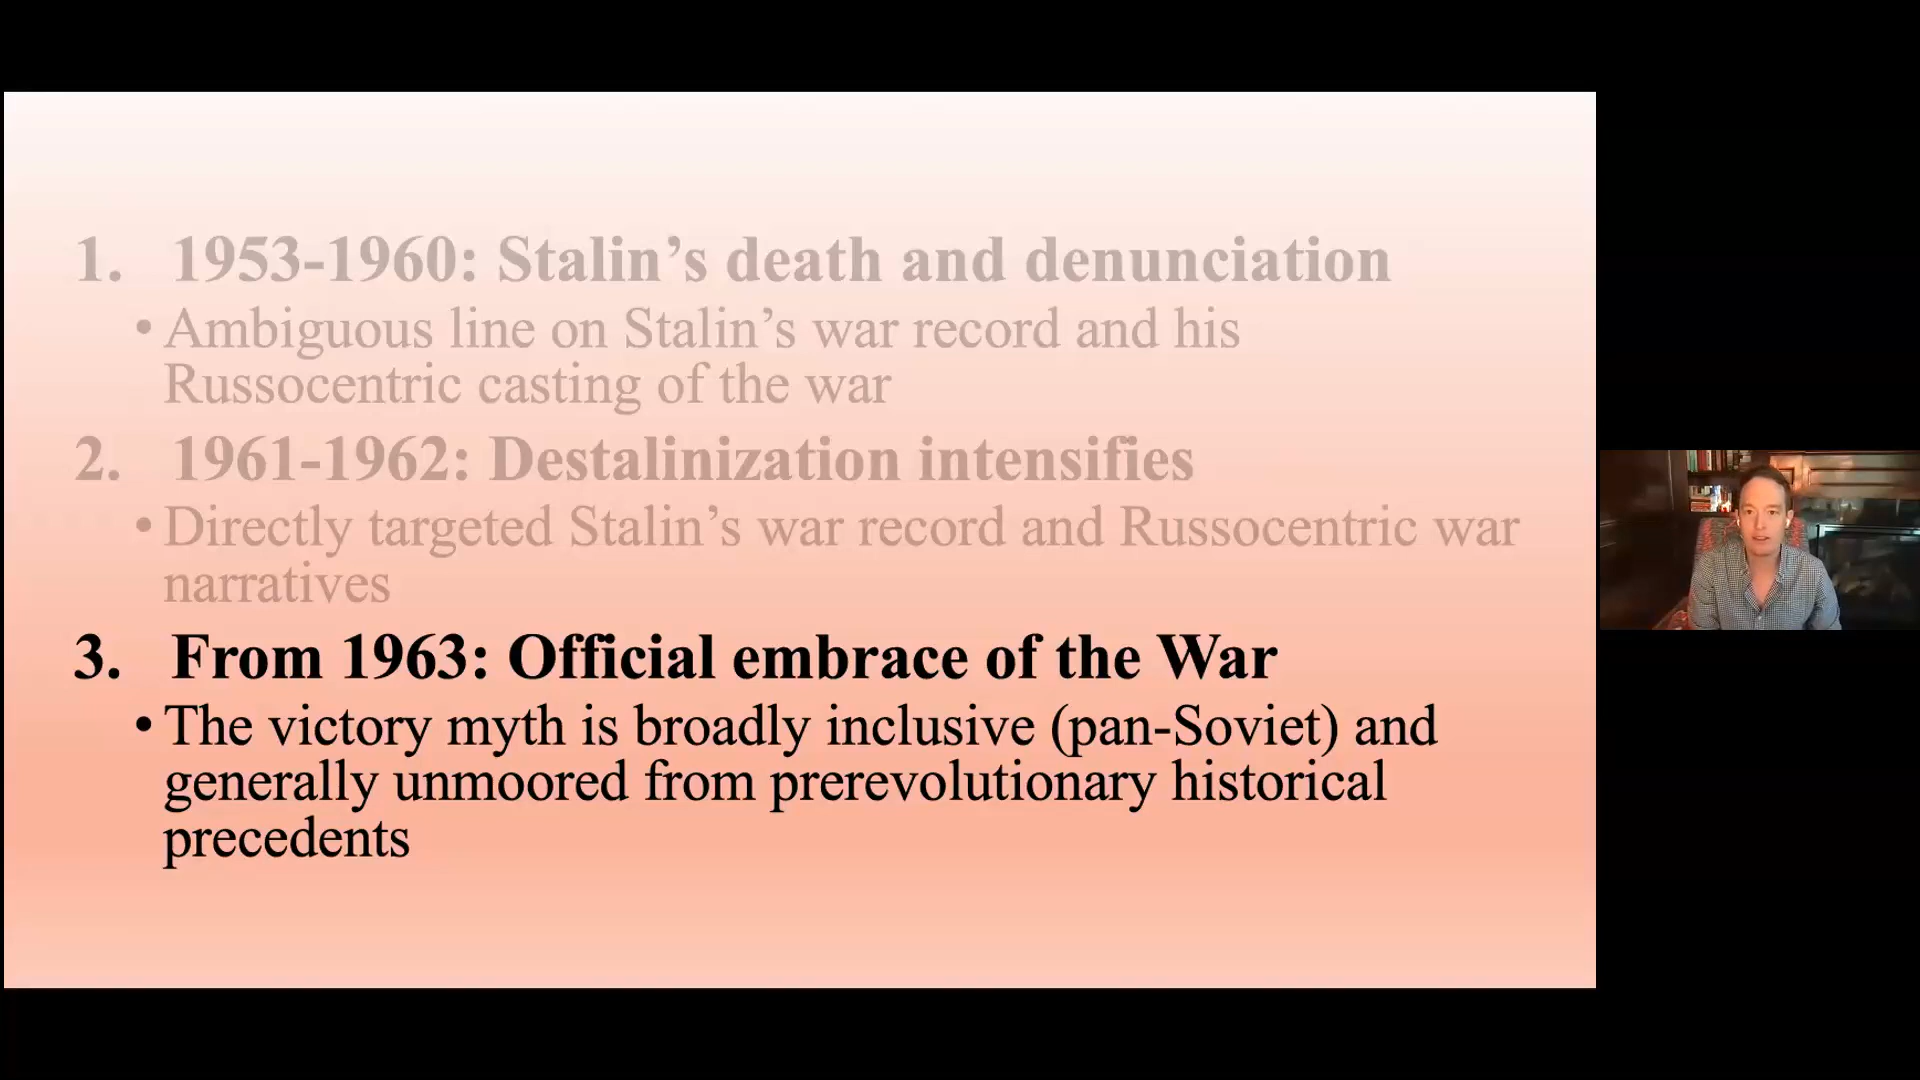 1. 1953-1960: Stalin’s death and denunciation
• Ambiguous line on Stalin’s war record and his
Russocentric casting of the war
2. 1961-1962: Destalinization intensifies
• Directly targeted Stalin’s war record and Russocentric war
narratives
3. From 1963: Official embrace of the War
• The victory myth is broadly inclusive (pan-Soviet) and
generally unmoored from prerevolutionary historical
precedents